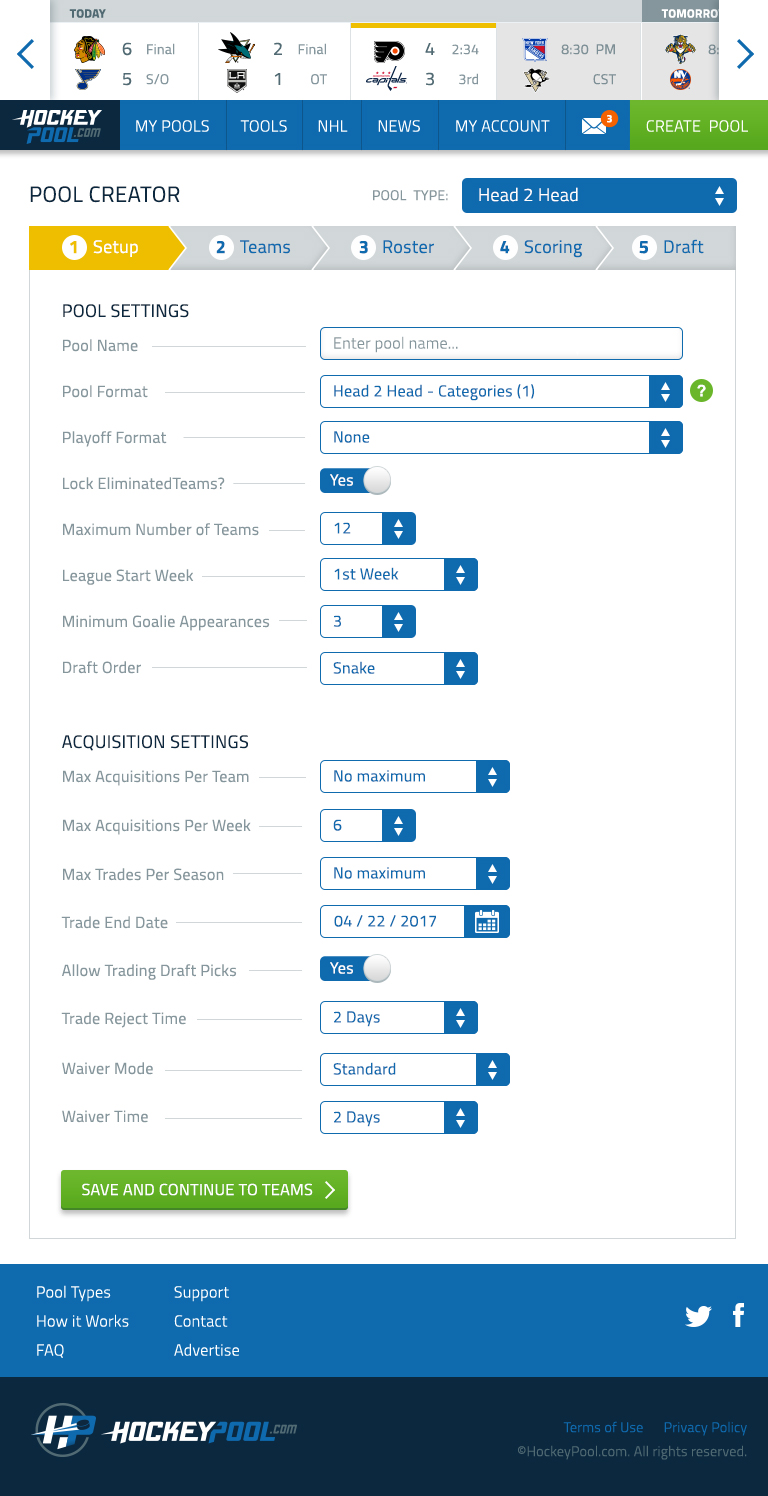 TODAY TOMORRO
6 Final 2 Final 4 2:34 8:30 PM 8:
5 S/O 1 OT 3 3rd CST
NEW YORK
RANGERS
KINGS
capitals
HOCKEY
POOL.com
MY POOLS TOOLS NHL NEWS MY ACCOUNT 3 CREATE POOL
POOL CREATOR POOL TYPE: Head 2 Head
1 Setup 2 Teams 3 Roster 4 Scoring 5 Draft
POOL SETTINGS
Pool Name Enter pool name...
Pool Format Head 2 Head - Categories (1) ?
Playoff Format None
Lock EliminatedTeams? Yes
Maximum Number of Teams 12
League Start Week 1st Week
Minimum Goalie Appearances 3
Draft Order Snake
ACQUISITION SETTINGS
Max Acquisitions Per Team No maximum
Max Acquisitions Per Week 6
Max Trades Per Season No maximum
Trade End Date 04 / 22 / 2017
Allow Trading Draft Picks Yes
Trade Reject Time 2 Days
Waiver Mode Standard
Waiver Time 2 Days
SAVE AND CONTINUE TO TEAMS
Pool Types Support
How it Works Contact
FAQ Advertise
HP HOCKEYPOOL.com
Terms of Use Privacy Policy
©HockeyPool.com. All rights reserved.